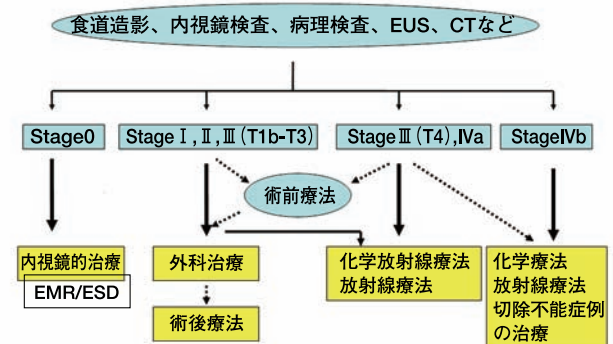 食道造影、内視鏡検査、病理検査、EUS、CTなど
Stage0
StageⅠ,Ⅱ,Ⅲ(T1b-T3)
StageⅢ(T4),Ⅳa
StageⅣb
術前療法
内視鏡的治療
EMR/ESD
外科治療
術後療法
化学放射線療法
放射線療法
化学療法
放射線療法
切除不能症例
の治療